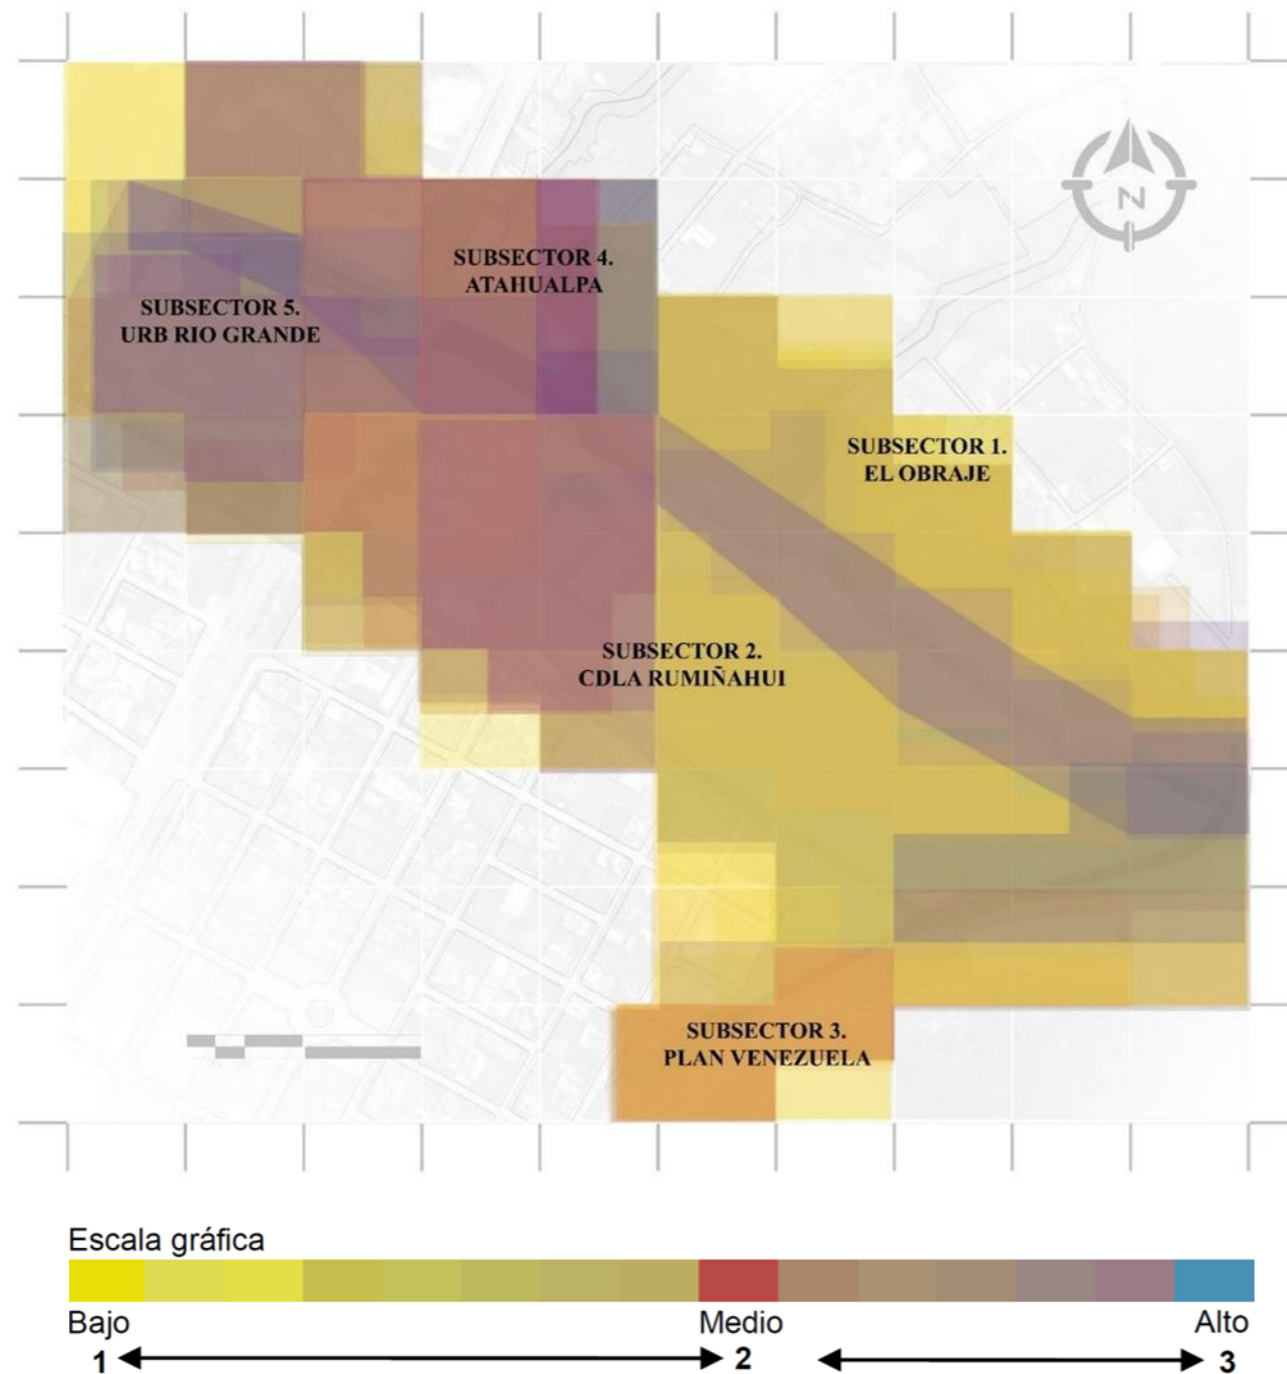 N
SUBSECTOR 4.
ATAHUALPA
SUBSECTOR 5.
URB RIO GRANDE
SUBSECTOR 1.
EL OBRAJE
SUBSECTOR 2.
CDLA RUMIÑAHUI
SUBSECTOR 3.
PLAN VENEZUELA
Escala gráfica
Bajo Medio Alto
1 2 3